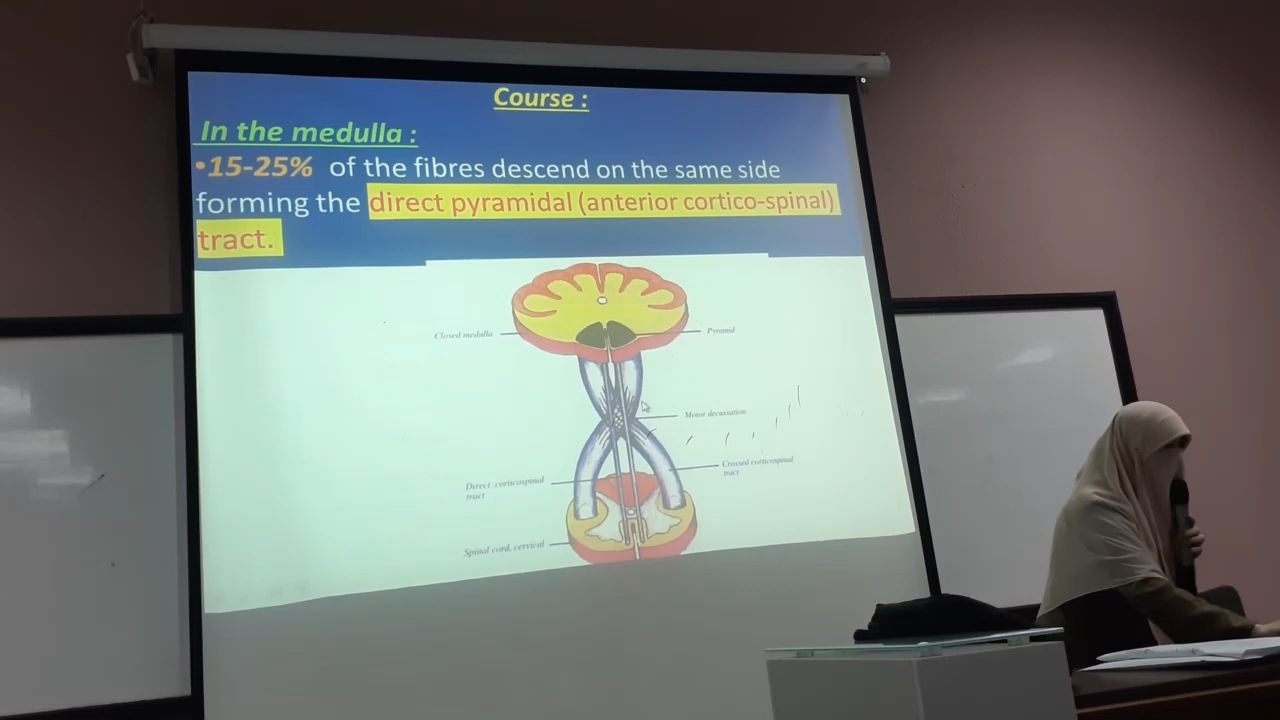 Course :
In the medulla :
•15-25% of the fibres descend on the same side
forming the direct pyramidal (anterior cortico-spinal)
tract.
Closed medulla
Pyramid
Motor decussation
Crossed corticospinal
tract
Direct corticospinal
tract
Spinal cord, cervical